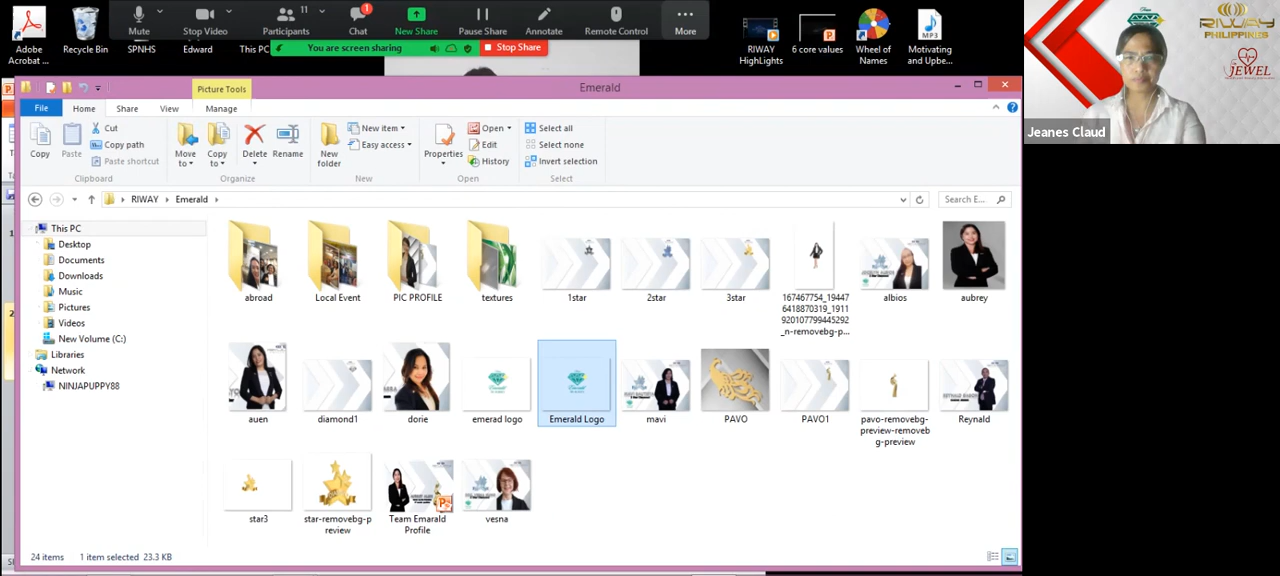 Adobe
Acrobat ...
Recycle Bin
SPNHS
Edward
This PC
Mute
Stop Video
11
Participants
1
Chat
New Share
Pause Share
Annotate
Remote Control
More
You are screen sharing
Stop Share
RIWAY
HighLights
6 core values
Wheel of
Names
MP3
Motivating
and Upbe...
RIWAY
PHILIPPINES
JEWEL
Jeanes Claud
Picture Tools
Emerald
File
Home
Share
View
Manage
Copy
Paste
Cut
Copy path
Paste shortcut
Clipboard
Move
to
Copy
to
Delete
Rename
Organize
New
folder
New item
Easy access
New
Properties
Open
Edit
History
Open
Select all
Select none
Invert selection
Select
RIWAY
Emerald
Search E...
This PC
Desktop
Documents
Downloads
Music
Pictures
Videos
New Volume (C:)
Libraries
Network
NINJAPUPPY88
abroad
Local Event
PIC PROFILE
textures
1star
2star
3star
167467754_19447
6418870319_1911
920107799445292
_n-removebg-p...
albios
aubrey
auen
diamond1
dorie
emerad logo
Emerald Logo
mavi
PAVO
PAVO1
pavo-removebg-
preview-removeb
g-preview
Reynald
star3
star-removebg-p
review
Team Emarald
Profile
vesna
24 items
1 item selected 23.3 KB